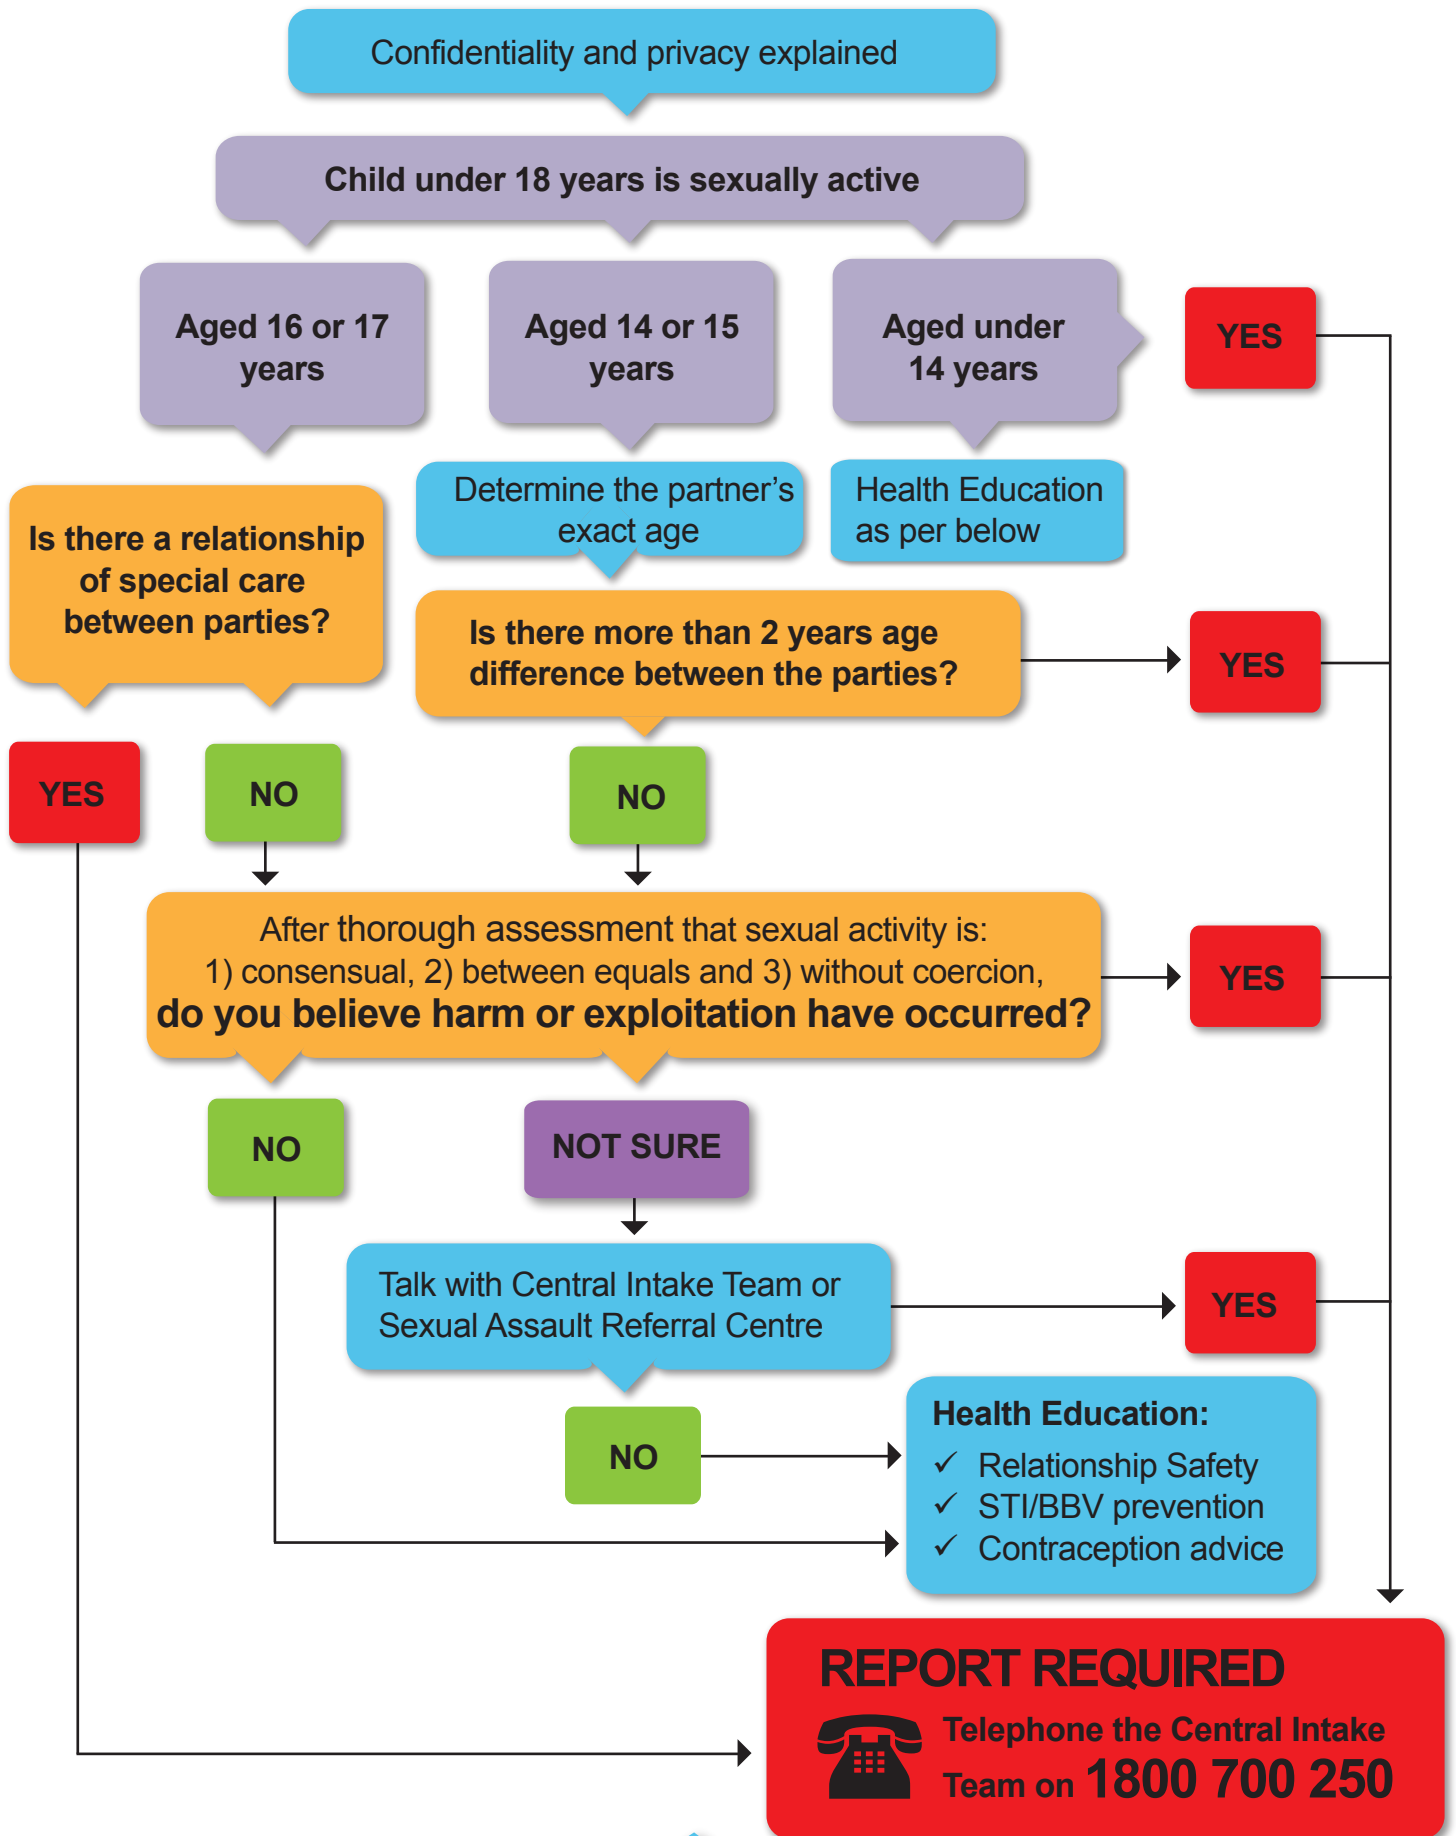 Confidentiality and privacy explained
Child under 18 years is sexually active
Aged 16 or 17
years
Aged 14 or 15
years
Aged under
14 years
YES
Determine the partner's
exact age
Health Education
as per below
Is there a relationship
of special care
between parties?
Is there more than 2 years age
difference between the parties?
YES
YES
NO
NO
After thorough assessment that sexual activity is:
1) consensual, 2) between equals and 3) without coercion,
do you believe harm or exploitation have occurred?
YES
NO
NOT SURE
Talk with Central Intake Team or
Sexual Assault Referral Centre
YES
NO
Health Education:
✓ Relationship Safety
✓ STI/BBV prevention
✓ Contraception advice
REPORT REQUIRED
Telephone the Central Intake
Team on 1800 700 250